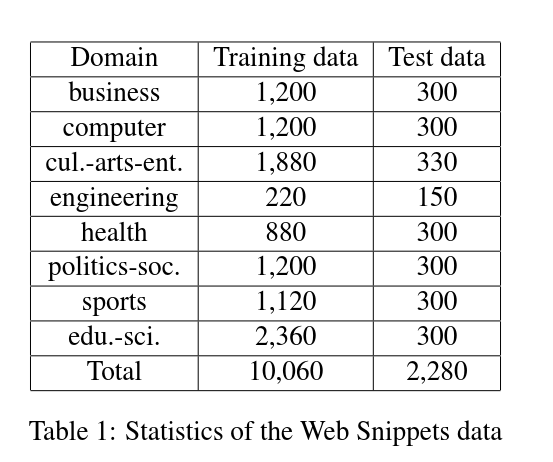 Domain Training data Test data
business 1,200 300
computer 1,200 300
cul.-arts-ent. 1,880 330
engineering 220 150
health 880 300
politics-soc. 1,200 300
sports 1,120 300
edu.-sci. 2,360 300
Total 10,060 2,280
Table 1: Statistics of the Web Snippets data